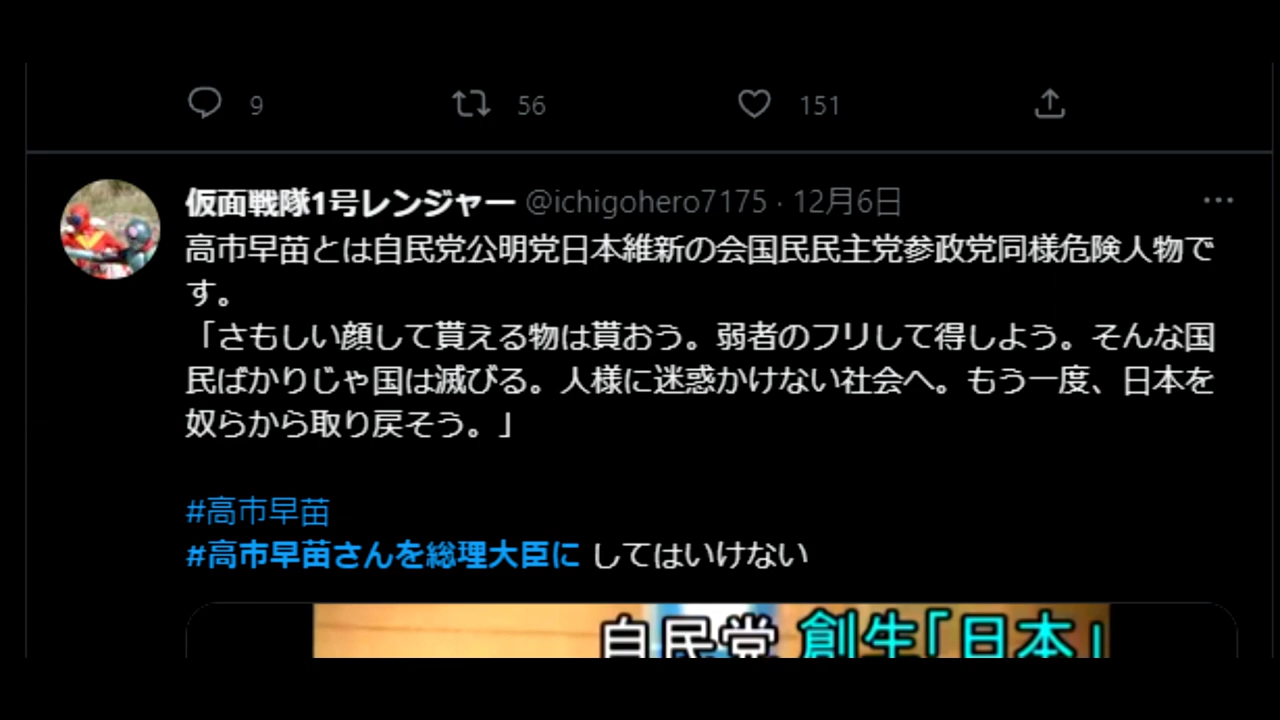 9 56 151
仮面戦隊1号レンジャー @ichigohero7175 · 12月6日
高市早苗とは自民党公明党日本維新の会国民民主党参政党同様危険人物で
す。
「さもしい顔して貰える物は貰おう。弱者のフリして得しよう。そんな国
民ばかりじゃ国は滅びる。人様に迷惑かけない社会へ。もう一度、日本を
奴らから取り戻そう。」
#高市早苗
#高市早苗さんを総理大臣に してはいけない
自民党 創生「日本」